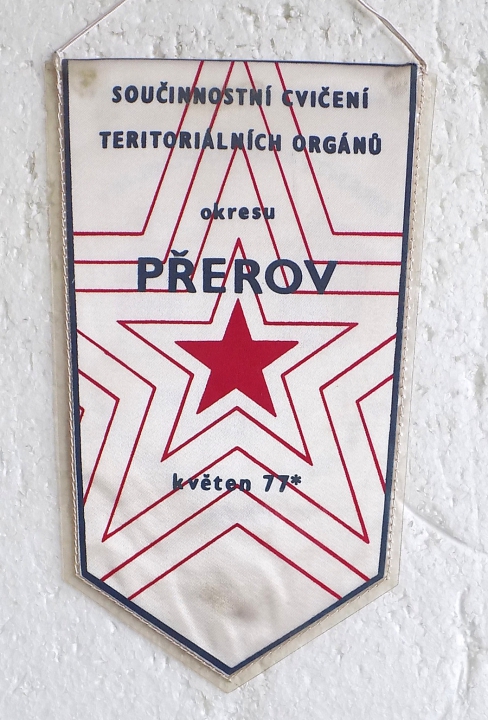 SOUČINNOSTNÍ CVIČENÍ
TERITORIÁLNÍCH ORGÁNŮ
okresu
PŘEROV
květen 77*